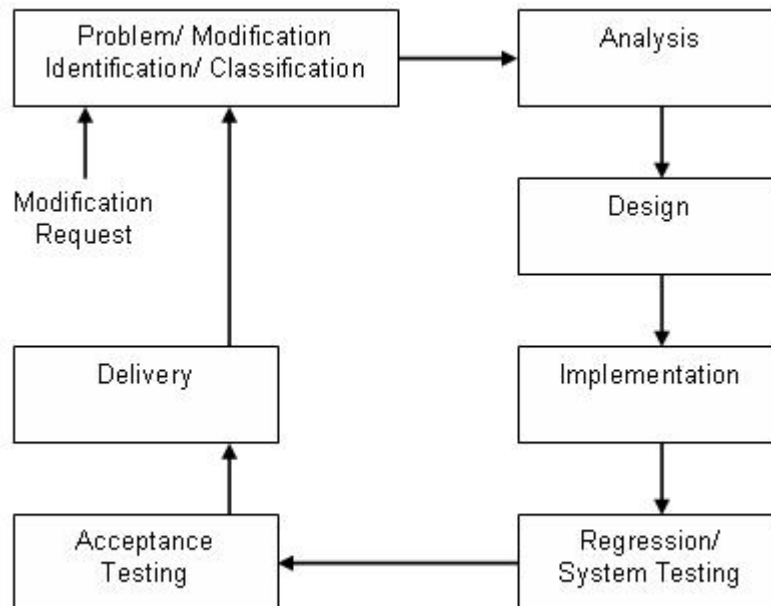 Problem/ Modification
Identification/ Classification
Analysis
Modification
Request
Design
Delivery
Implementation
Acceptance
Testing
Regression/
System Testing